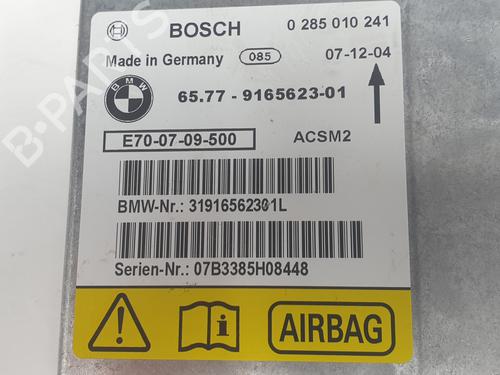 BOSCH 0 285 010 241
Made in Germany 085 07-12-04
BMW 65.77 - 9165623-01
E70-07-09-500 ACSM2
BMW-Nr.: 31916562301L
Serien-Nr.: 07B3385H08448
AIRBAG
B-PARTS